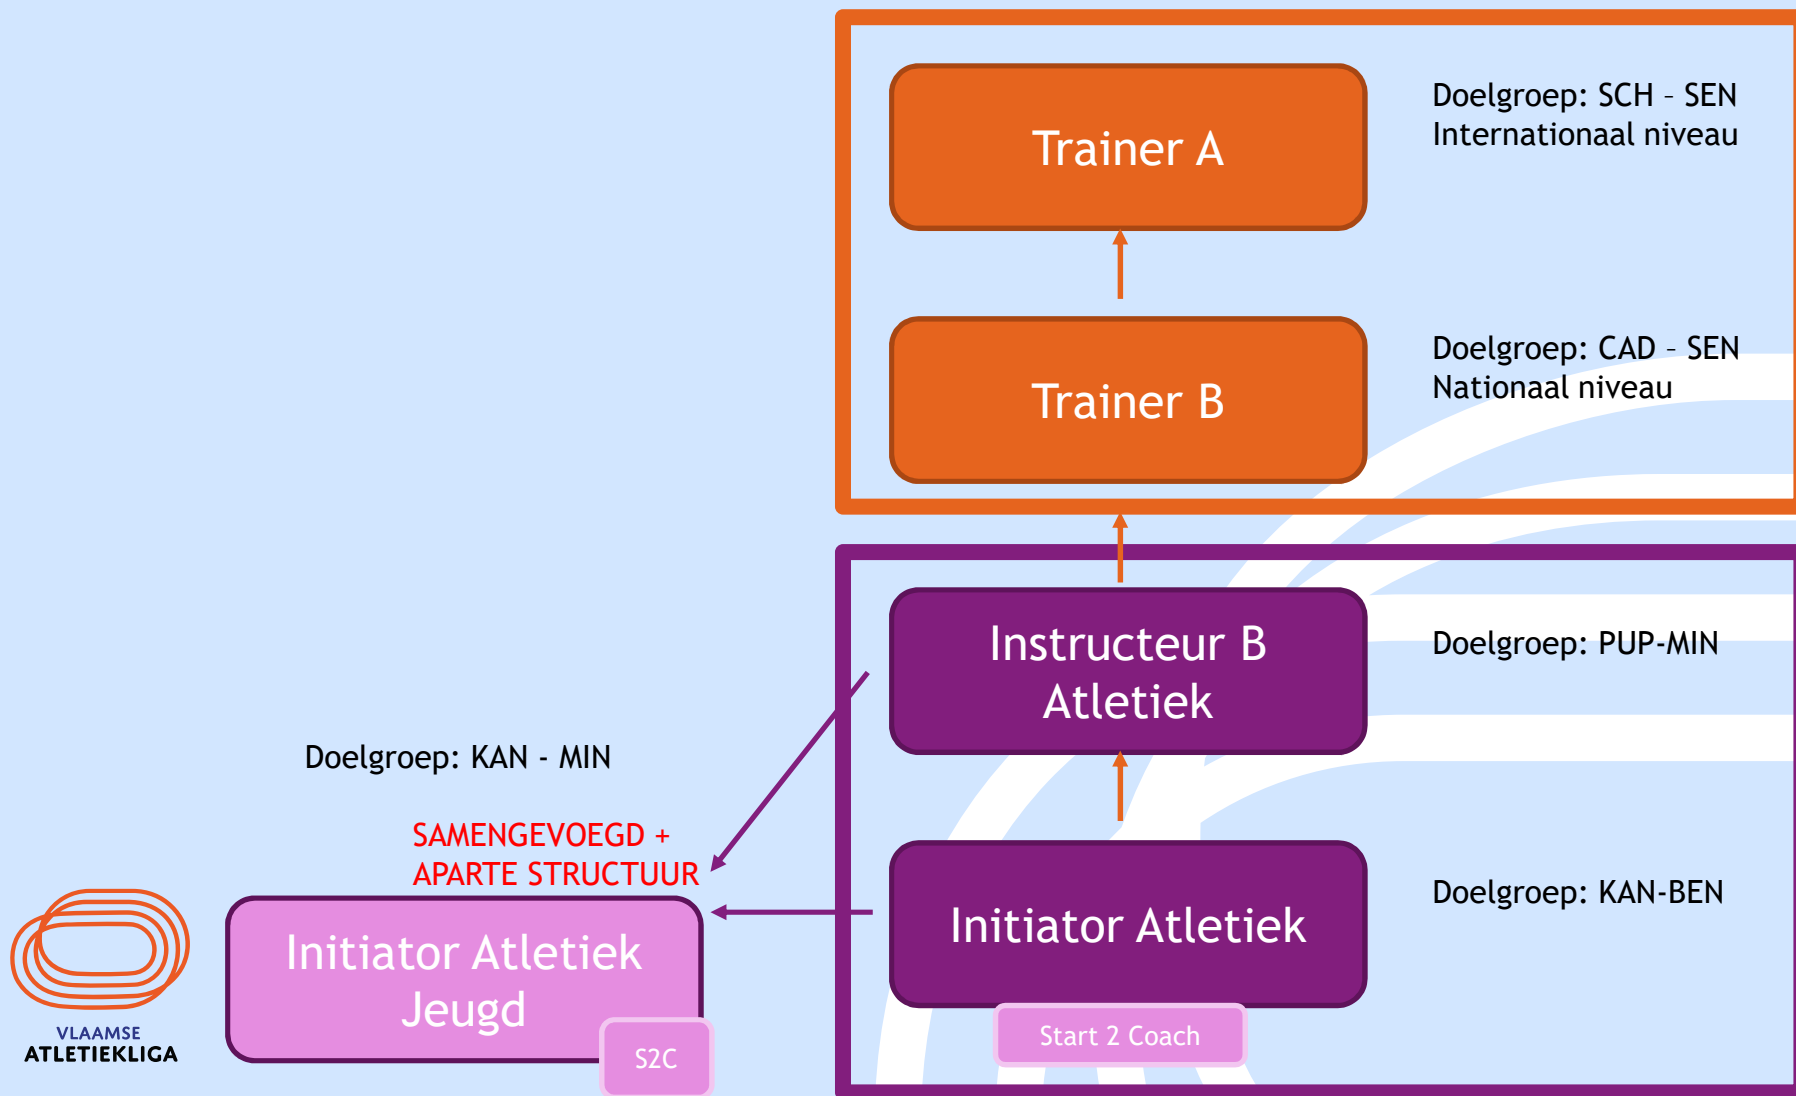 Trainer A
Doelgroep: SCH – SEN
Internationaal niveau
Trainer B
Doelgroep: CAD – SEN
Nationaal niveau
Instructeur B
Atletiek
Doelgroep: PUP-MIN
Doelgroep: KAN - MIN
SAMENGEVOEGD +
APARTE STRUCTUUR
Initiator Atletiek
Doelgroep: KAN-BEN
Initiator Atletiek
Jeugd
S2C
Start 2 Coach
VLAAMSE
ATLETIEKLIGA